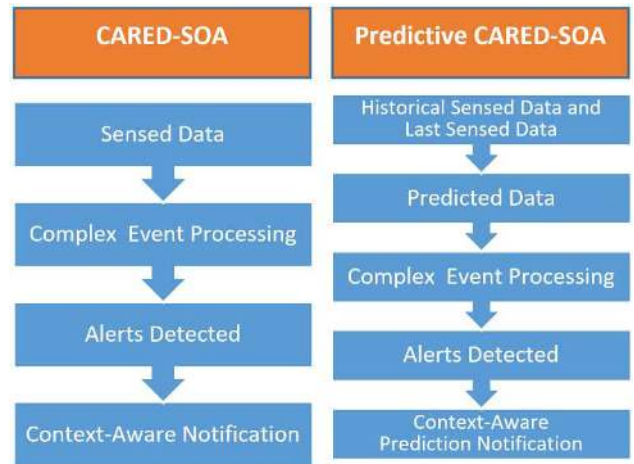 CARED-SOA
Sensed Data
Complex Event Processing
Alerts Detected
Context-Aware Notification
Predictive CARED-SOA
Historical Sensed Data and
Last Sensed Data
Predicted Data
Complex Event Processing
Alerts Detected
Context-Aware
Prediction Notification